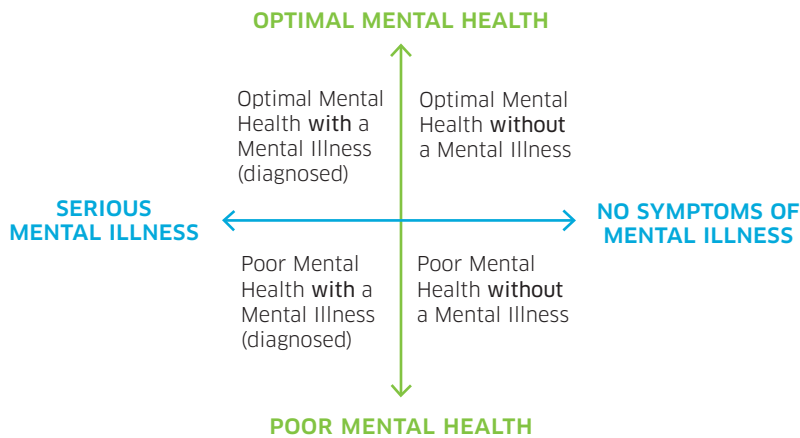 OPTIMAL MENTAL HEALTH
Optimal Mental
Health with a
Mental Illness
(diagnosed)
Optimal Mental
Health without
a Mental Illness
SERIOUS
MENTAL ILLNESS
NO SYMPTOMS OF
MENTAL ILLNESS
Poor Mental
Health with a
Mental Illness
(diagnosed)
Poor Mental
Health without
a Mental Illness
POOR MENTAL HEALTH